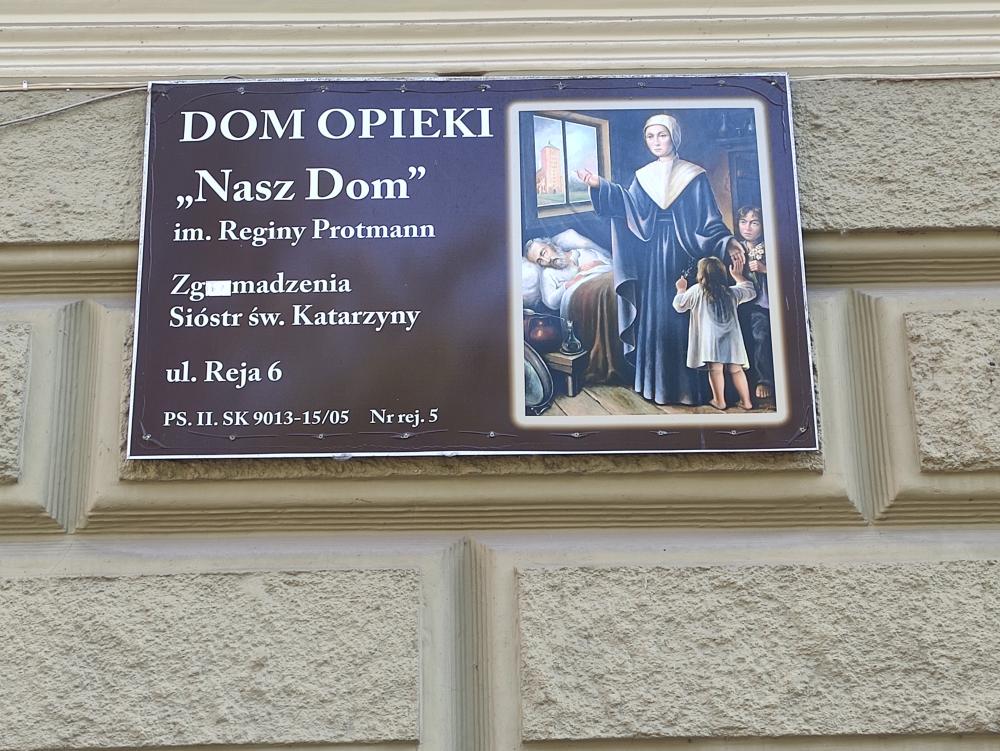 DOM OPIEKI
„Nasz Dom”
im. Reginy Protmann
Sióstr św. Katarzyny
ul. Reja 6
PS. II. SK 9013-15/05 Nr rej. 5